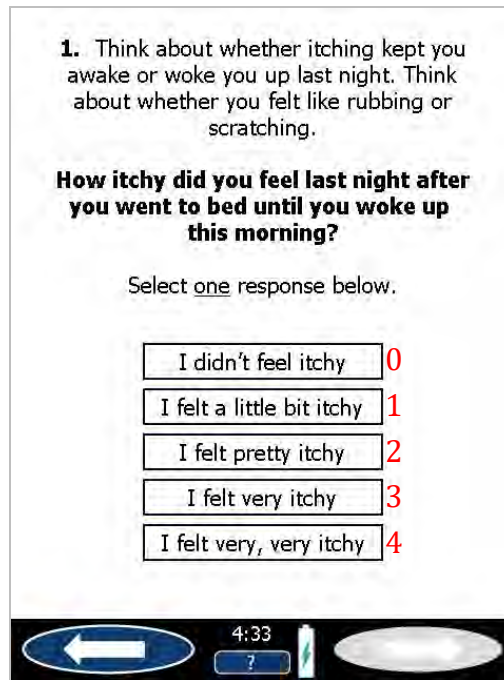 1. Think about whether itching kept you
awake or woke you up last night. Think
about whether you felt like rubbing or
scratching.
How itchy did you feel last night after
you went to bed until you woke up
this morning?
Select one response below.
I didn't feel itchy 0
I felt a little bit itchy 1
I felt pretty itchy 2
I felt very itchy 3
I felt very, very itchy 4
4:33
?